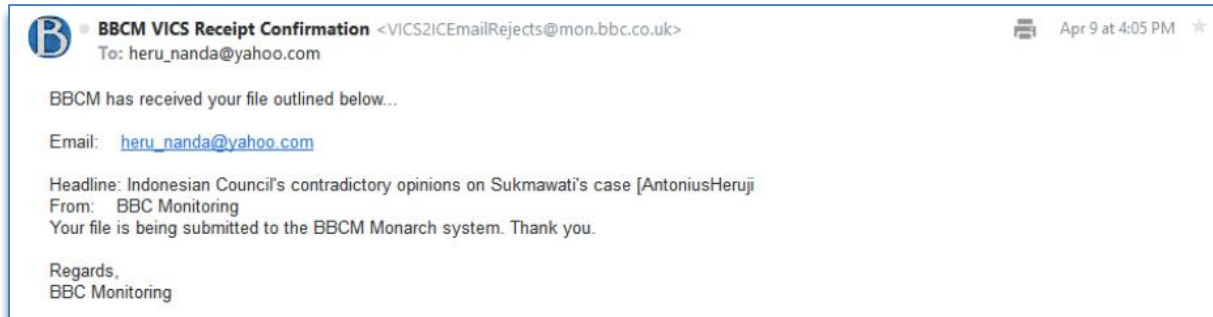 B
BBCM VICS Receipt Confirmation <VICS2ICEmailRejects@mon.bbc.co.uk> Apr 9 at 4:05 PM
To: heru_nanda@yahoo.com
BBCM has received your file outlined below...
Email: heru_nanda@yahoo.com
Headline: Indonesian Council's contradictory opinions on Sukmawati's case [AntoniusHeruji
From: BBC Monitoring
Your file is being submitted to the BBCM Monarch system. Thank you.
Regards,
BBC Monitoring